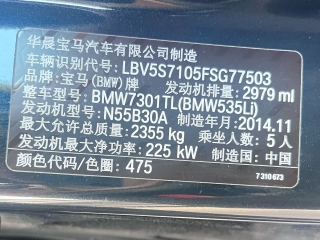 华晨宝马汽车有限公司制造
车辆识别代号: LBV5S7105FSG77503
品牌: 宝马(BMW)牌 发动机排量: 2979 ml
整车型号: BMW7301TL(BMW535Li)
发动机型号: N55B30A 制造年月: 2014.11
最大允许总质量: 2355 kg 乘坐人数: 5人
发动机最大净功率: 225 kW 制造国: 中国
颜色代码/色圈: 475
7310673